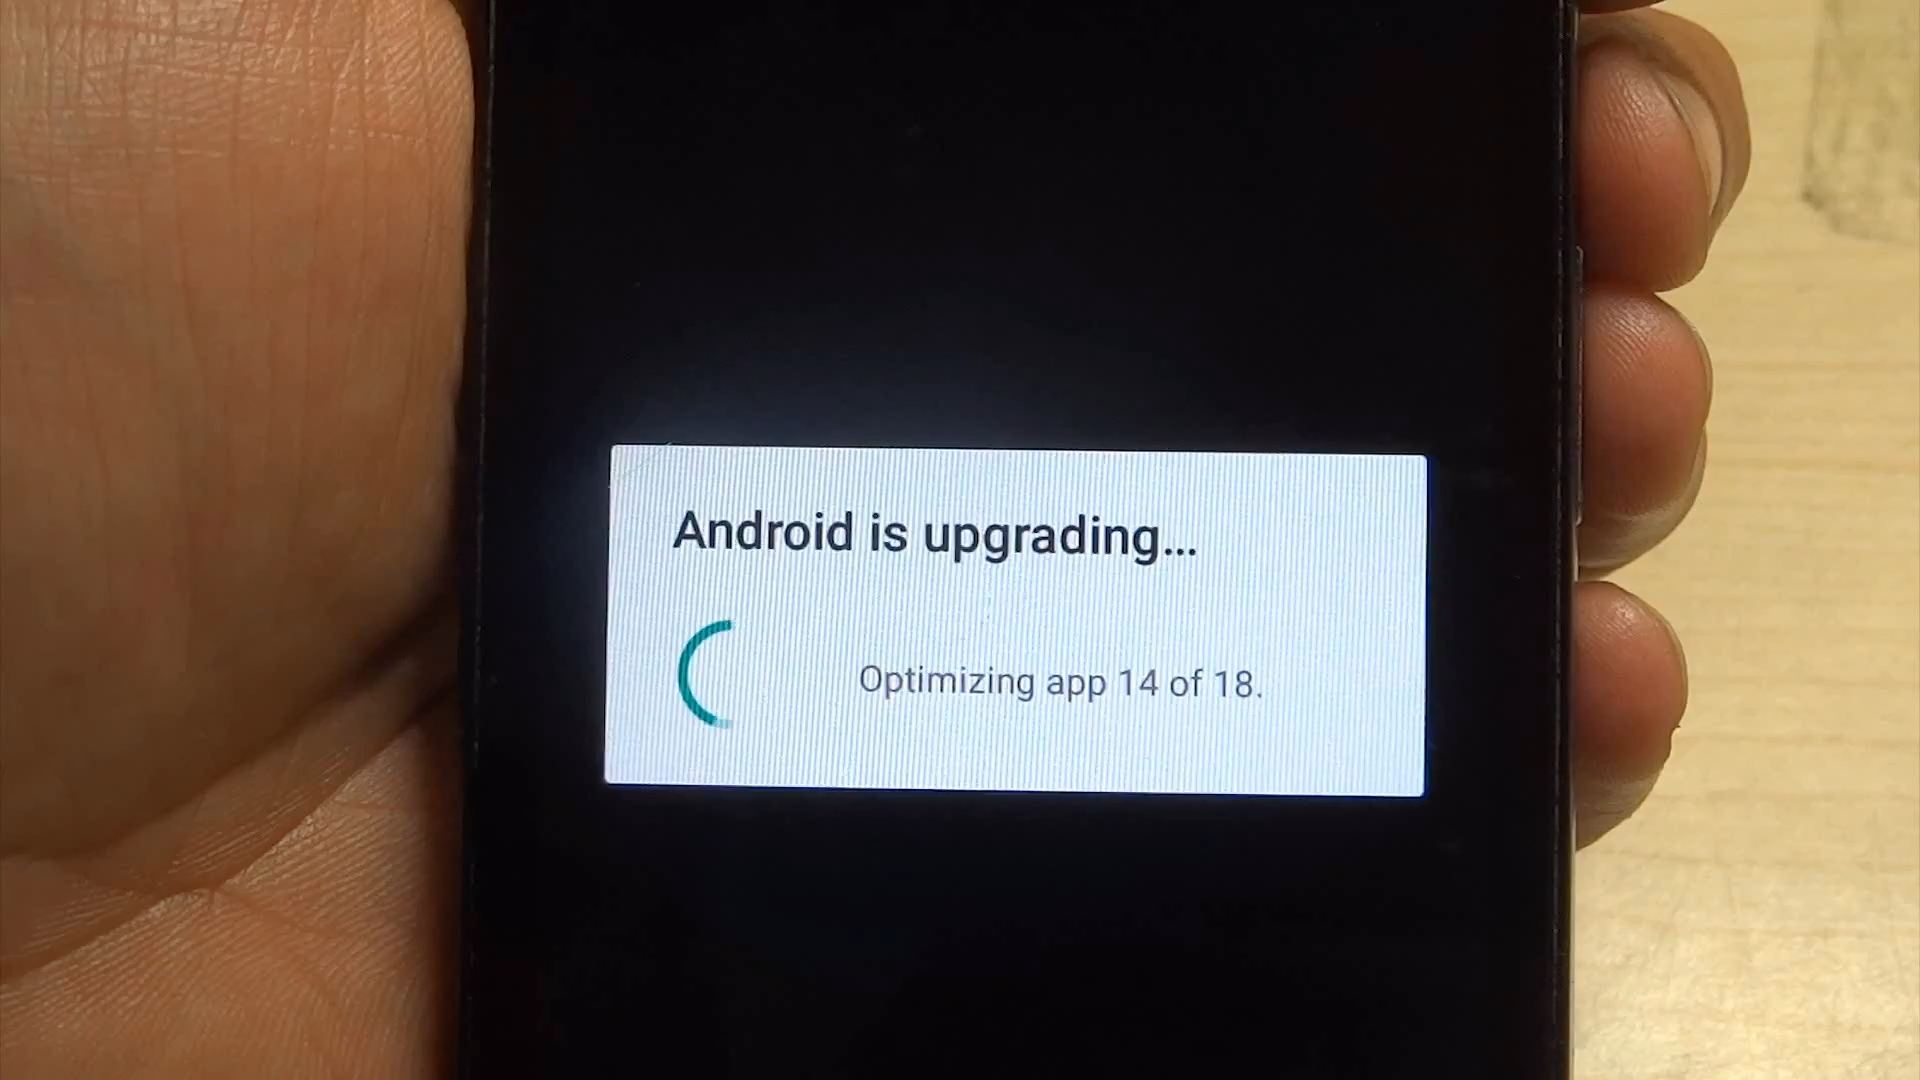 Android is upgrading...
Optimizing app 14 of 18.